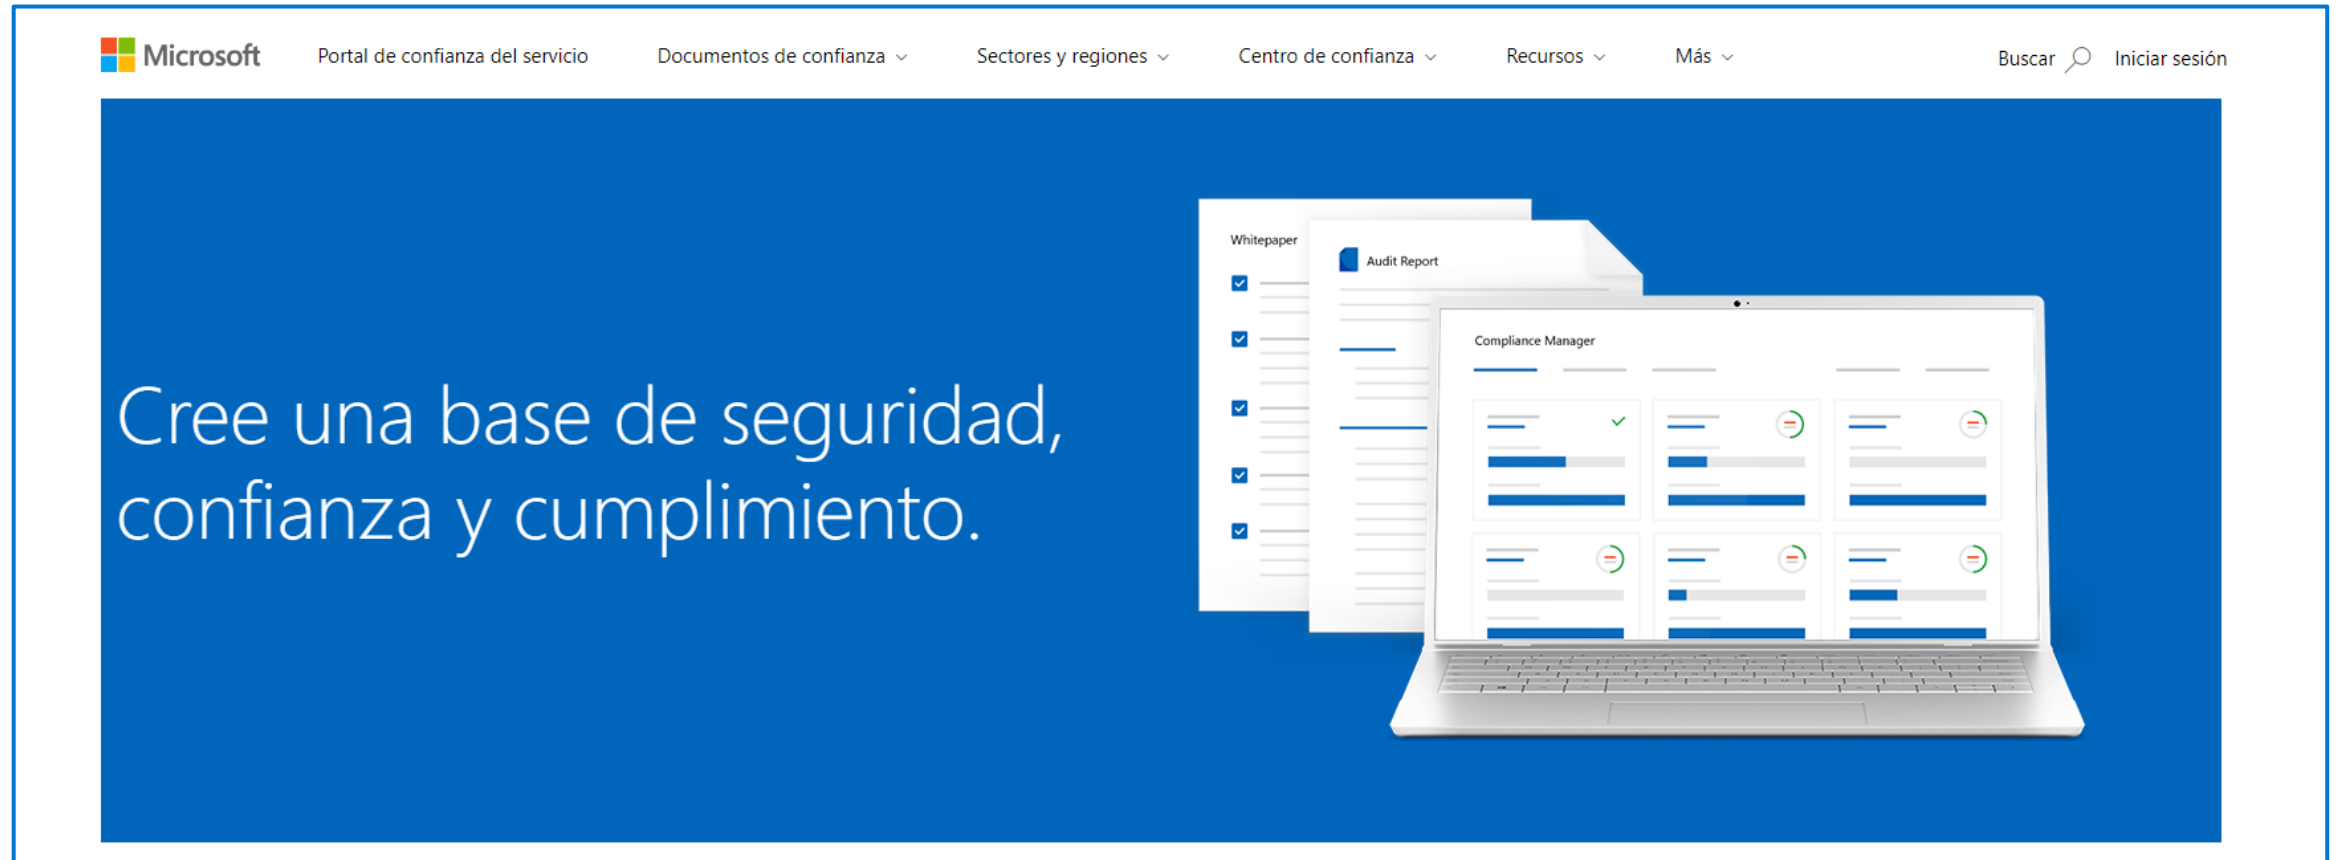 Microsoft
Portal de confianza del servicio
Documentos de confianza
Sectores y regiones
Centro de confianza
Recursos
Más
Buscar
Iniciar sesión
Cree una base de seguridad,
confianza y cumplimiento.
Whitepaper
Audit Report
Compliance Manager